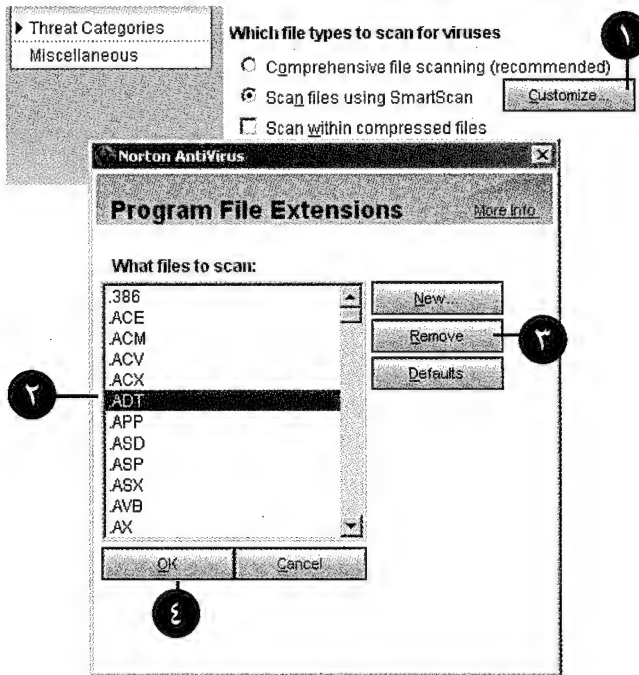 Threat Categories
Miscellaneous
Which file types to scan for viruses
Comprehensive file scanning (recommended)
Scan files using SmartScan
Customize...
Scan within compressed files
١
Norton AntiVirus
Program File Extensions
More Info
What files to scan:
.386
.ACE
.ACM
.ACV
.ACX
.ADT
.APP
.ASD
.ASP
.ASX
.AVB
.AX
New...
Remove
Defaults
٢
٣
OK
Cancel
٤